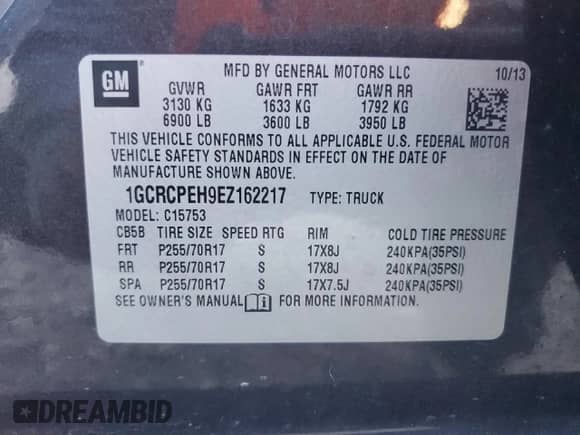 GM
MFD BY GENERAL MOTORS LLC 10/13
GVWR GAWR FRT GAWR RR
3130 KG 1633 KG 1792 KG
6900 LB 3600 LB 3950 LB
THIS VEHICLE CONFORMS TO ALL APPLICABLE U.S. FEDERAL MOTOR
VEHICLE SAFETY STANDARDS IN EFFECT ON THE DATE OF
MANUFACTURE SHOWN ABOVE.
1GCRCPEH9EZ162217 TYPE: TRUCK
MODEL: C15753
CB5B TIRE SIZE SPEED RTG RIM COLD TIRE PRESSURE
FRT P255/70R17 S 17X8J 240KPA(35PSI)
RR P255/70R17 S 17X8J 240KPA(35PSI)
SPA P255/70R17 S 17X7.5J 240KPA(35PSI)
SEE OWNER'S MANUAL i FOR MORE INFORMATION.
DREAMBID